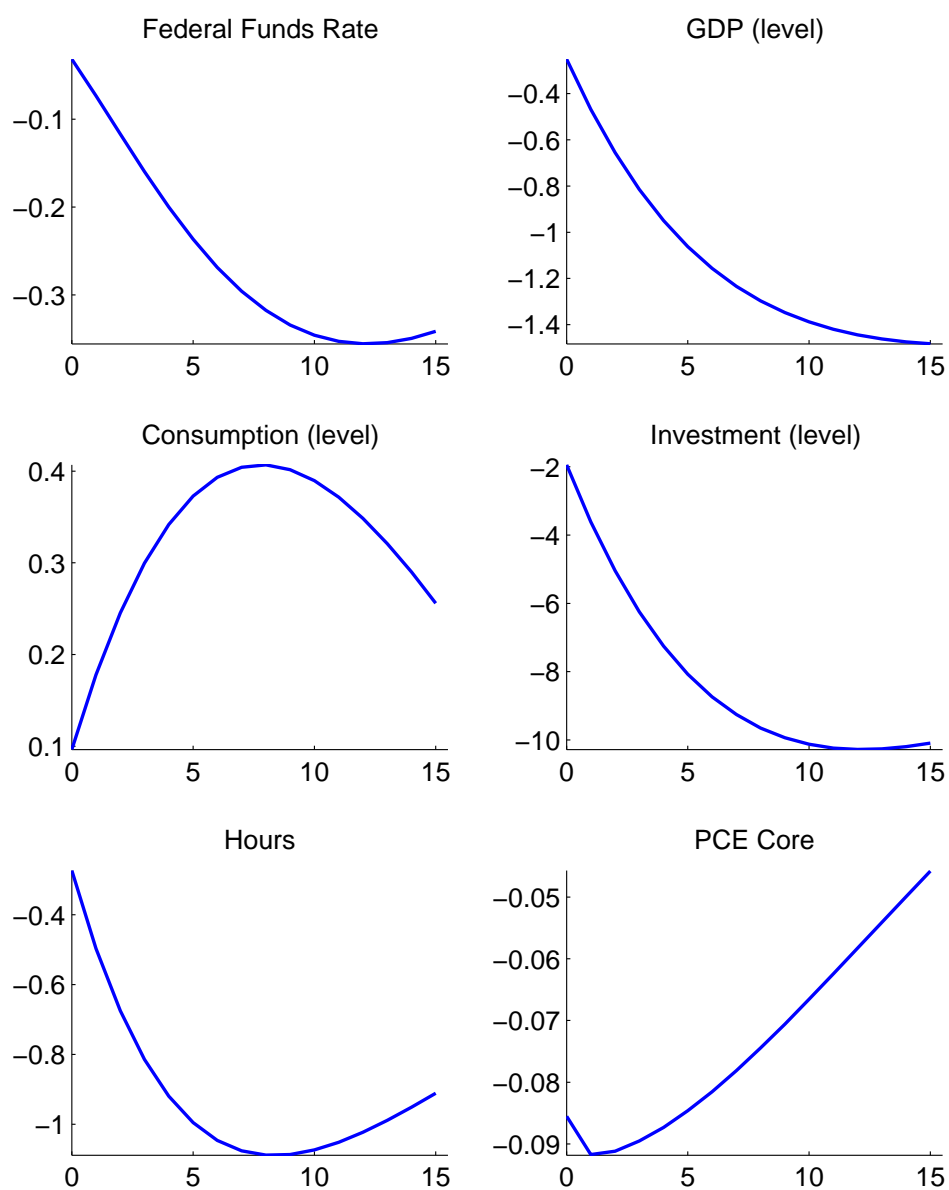 Federal Funds Rate
−0.1
−0.2
−0.3
0 5 10 15
GDP (level)
−0.4
−0.6
−0.8
−1
−1.2
−1.4
0 5 10 15
Consumption (level)
0.4
0.3
0.2
0.1
0 5 10 15
Investment (level)
−2
−4
−6
−8
−10
0 5 10 15
Hours
−0.4
−0.6
−0.8
−1
0 5 10 15
PCE Core
−0.05
−0.06
−0.07
−0.08
−0.09
0 5 10 15